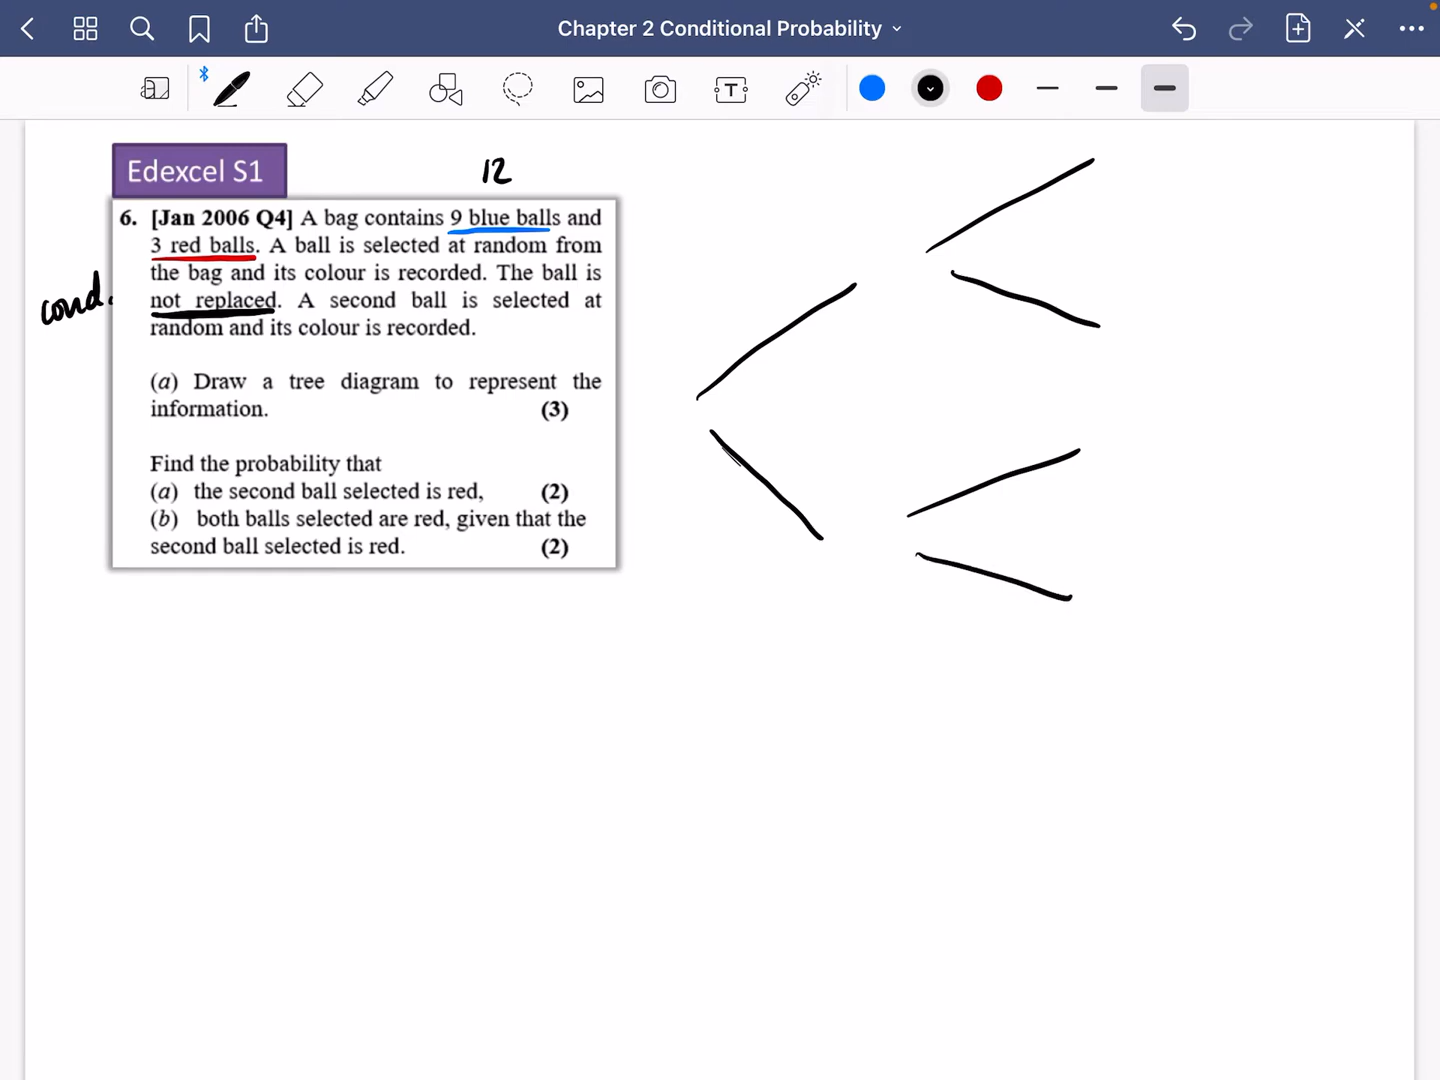 Chapter 2 Conditional Probability
Edexcel S1
12
6. [Jan 2006 Q4] A bag contains 9 blue balls and
3 red balls. A ball is selected at random from
the bag and its colour is recorded. The ball is
cond.
not replaced. A second ball is selected at
random and its colour is recorded.
(a) Draw a tree diagram to represent the
information. (3)
Find the probability that
(a) the second ball selected is red, (2)
(b) both balls selected are red, given that the
second ball selected is red. (2)